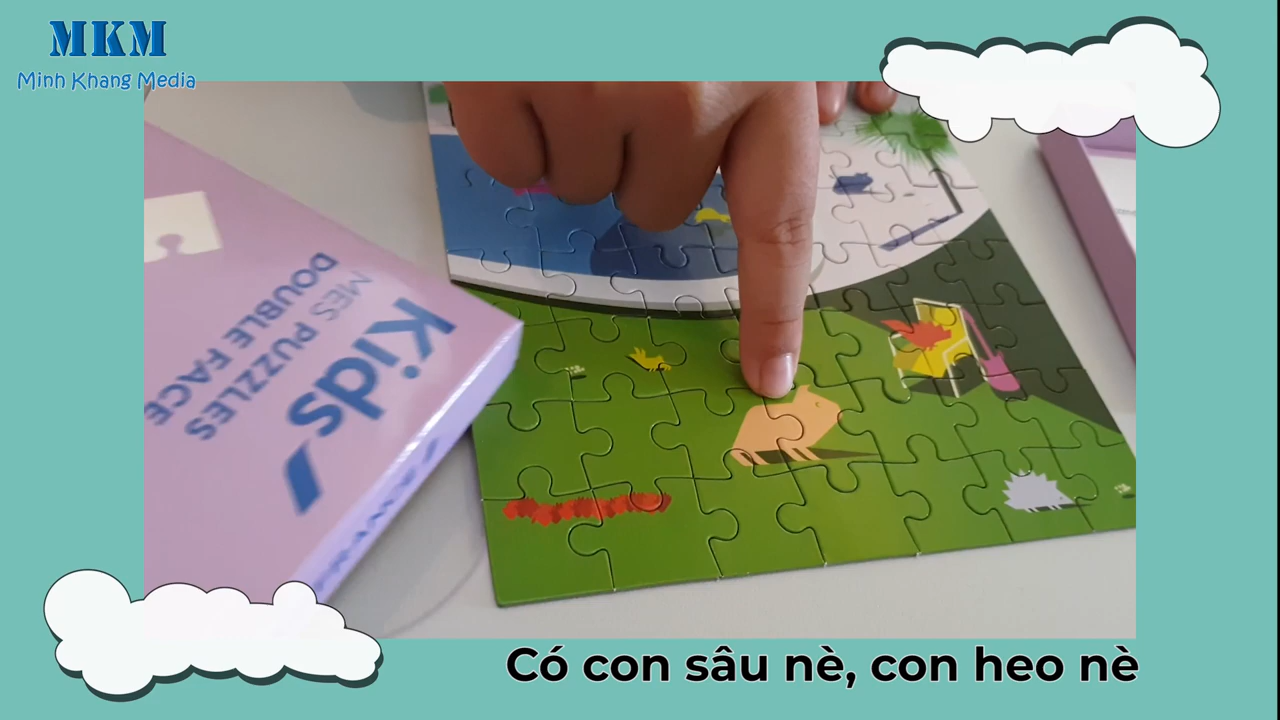 MKM
Minh Khang Media
Kids
MES PUZZLES
DOUBLE FACE
Có con sâu nè, con heo nè